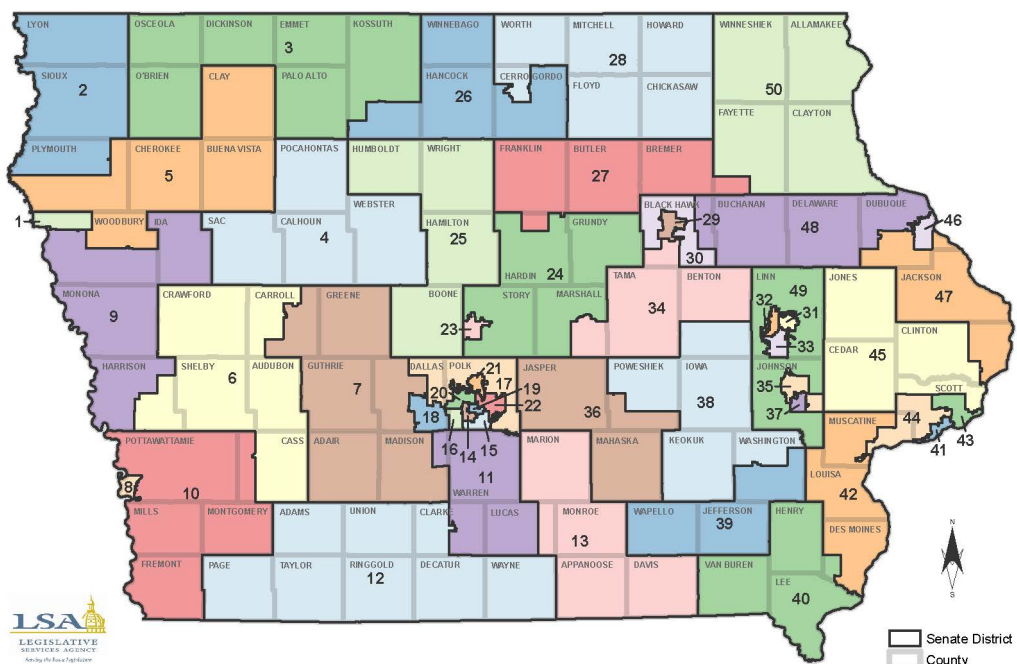 LYON
OSCEOLA
DICKINSON
EMMET
KOSSUTH
WINNEBAGO
WORTH
MITCHELL
HOWARD
WINNESHIEK
ALLAMAKEE
3
28
SIOUX
O'BRIEN
CLAY
PALO ALTO
HANCOCK
CERRO GORDO
FLOYD
CHICKASAW
2
26
50
FAYETTE
CLAYTON
PLYMOUTH
CHEROKEE
BUENA VISTA
POCAHONTAS
HUMBOLDT
WRIGHT
FRANKLIN
BUTLER
BREMER
5
27
1
WOODBURY
IDA
SAC
CALHOUN
WEBSTER
HAMILTON
GRUNDY
BLACK HAWK
BUCHANAN
DELAWARE
DUBUQUE
4
25
29
30
48
46
HARDIN
24
MONONA
CRAWFORD
CARROLL
GREENE
BOONE
STORY
MARSHALL
TAMA
BENTON
LINN
JONES
JACKSON
9
23
34
32
49
31
33
47
CLINTON
HARRISON
SHELBY
AUDUBON
GUTHRIE
DALLAS
POLK
JASPER
POWESHIEK
IOWA
JOHNSON
CEDAR
45
SCOTT
6
7
21
17
19
20
18
22
36
38
35
37
16
14
15
44
41
43
POTTAWATTAMIE
CASS
ADAIR
MADISON
11
WARREN
MARION
MAHASKA
KEOKUK
WASHINGTON
MUSCATINE
8
10
LOUISA
42
MILLS
MONTGOMERY
ADAMS
UNION
CLARKE
LUCAS
MONROE
WAPELLO
JEFFERSON
HENRY
DES MOINES
13
39
FREMONT
PAGE
TAYLOR
RINGGOLD
DECATUR
WAYNE
APPANOOSE
DAVIS
VAN BUREN
LEE
12
40
N
S
LSA
LEGISLATIVE
SERVICES AGENCY
Serving the Iowa Legislature
Senate District
County